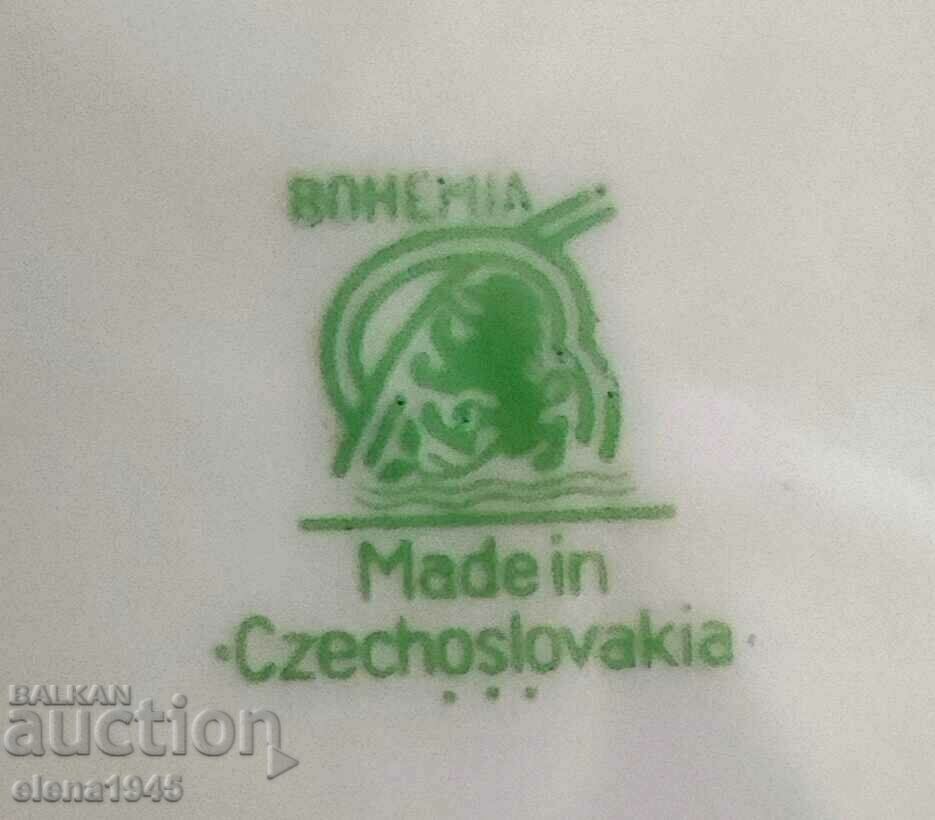 BOHEMIA
Made in
·Czechoslovakia·
• • •
BALKAN
auction
elena1945